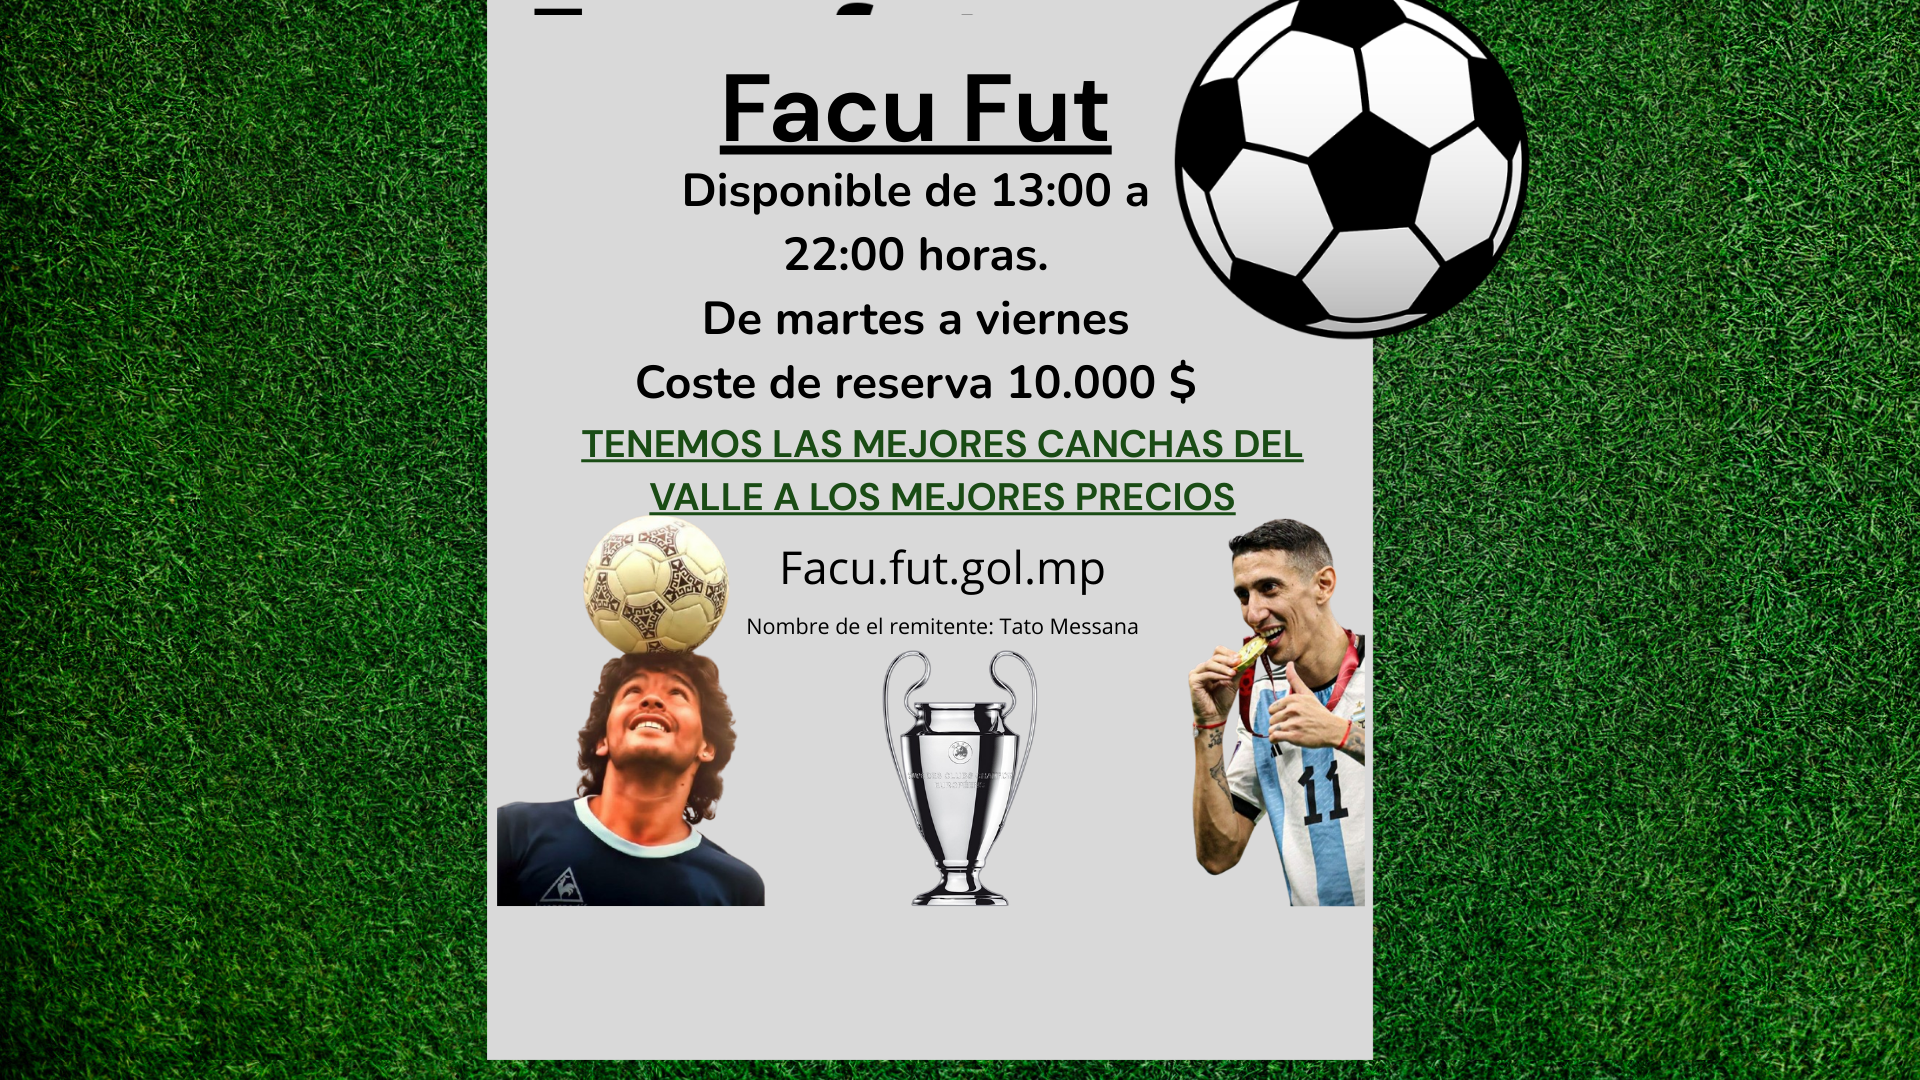 Facu Fut
Disponible de 13:00 a
22:00 horas.
De martes a viernes
Coste de reserva 10.000 $
TENEMOS LAS MEJORES CANCHAS DEL
VALLE A LOS MEJORES PRECIOS
Facu.fut.gol.mp
Nombre de el remitente: Tato Messana
11